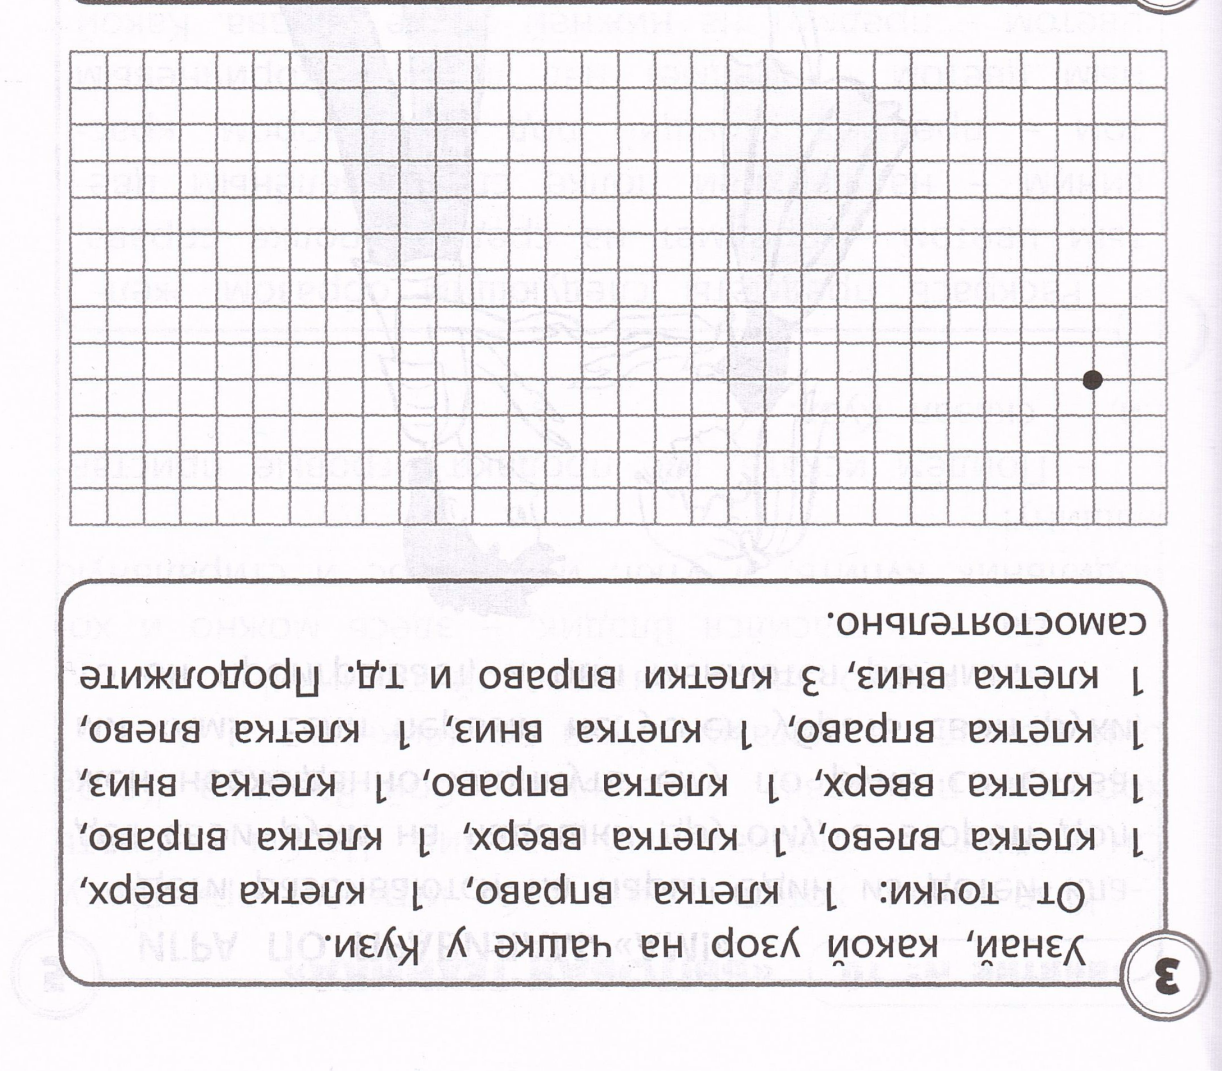 3
Узнай, какой узор на чашке у Кузи.
От точки: 1 клетка вправо, 1 клетка вверх,
1 клетка влево, 1 клетка вверх, 1 клетка вправо,
1 клетка вверх, 1 клетка вправо, 1 клетка вниз,
1 клетка вправо, 1 клетка вниз, 1 клетка влево,
1 клетка вниз, 3 клетки вправо и т.д. Продолжите
самостоятельно.